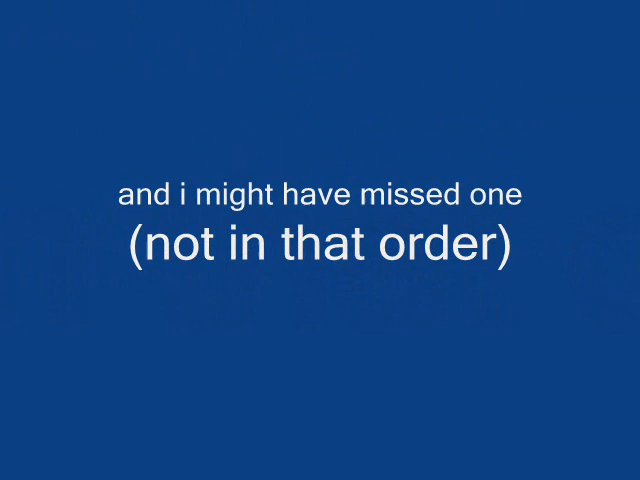 and i might have missed one
(not in that order)